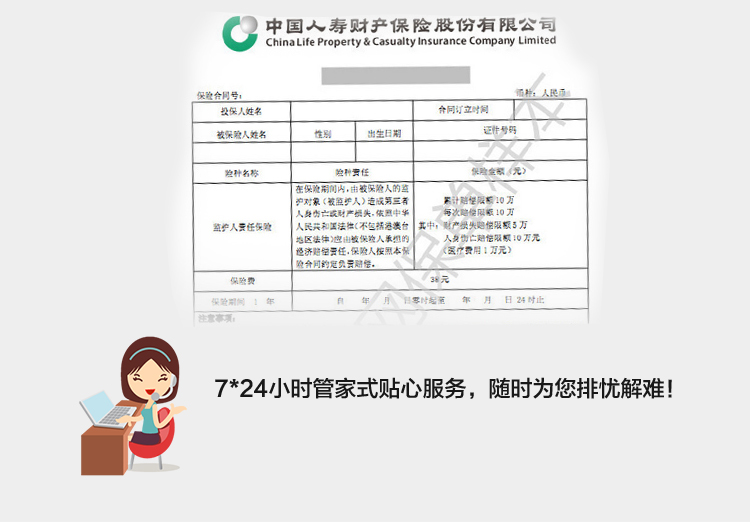 中国人寿财产保险股份有限公司
China Life Property & Casualty Insurance Company Limited
保险合同号:
币种: 人民币
投保人姓名
合同订立时间
被保险人姓名
性别
出生日期
证件号码
险种名称
险种责任
保险金额(元)
监护人责任保险
在保险期间内,由被保险人的监
护对象(被监护人)造成第三者
人身伤亡或财产损失,依照中华
人民共和国法律(不包括港澳台
地区法律)应由被保险人承担的
经济赔偿责任,保险人按照本保
险合同约定负责赔偿。
累计赔偿限额10万
每次赔偿限额10万
其中: 财产损失赔偿限额5万
人身伤亡赔偿限额10万元
(医疗费用1万元)
保险费
38元
保险期间 1 年
自 年 月 日零时起至 年 月 日 24时止
注意事项:
网保翰样本
7*24小时管家式贴心服务，随时为您排忧解难！